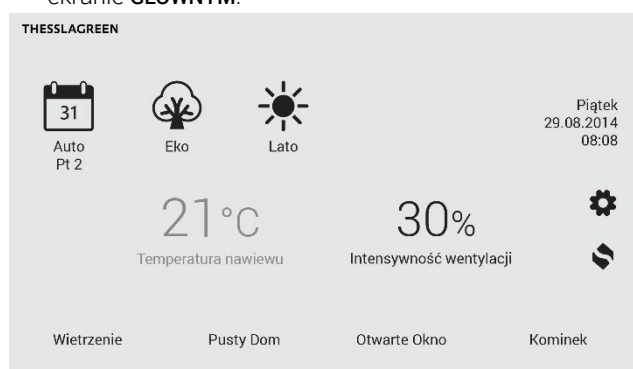 ekranie GŁÓWNYM.
THESSLAGREEN
31
Auto
Pt 2
Eko
Lato
Piątek
29.08.2014
08:08
21°C
Temperatura nawiewu
30%
Intensywność wentylacji
Wietrzenie
Pusty Dom
Otwarte Okno
Kominek